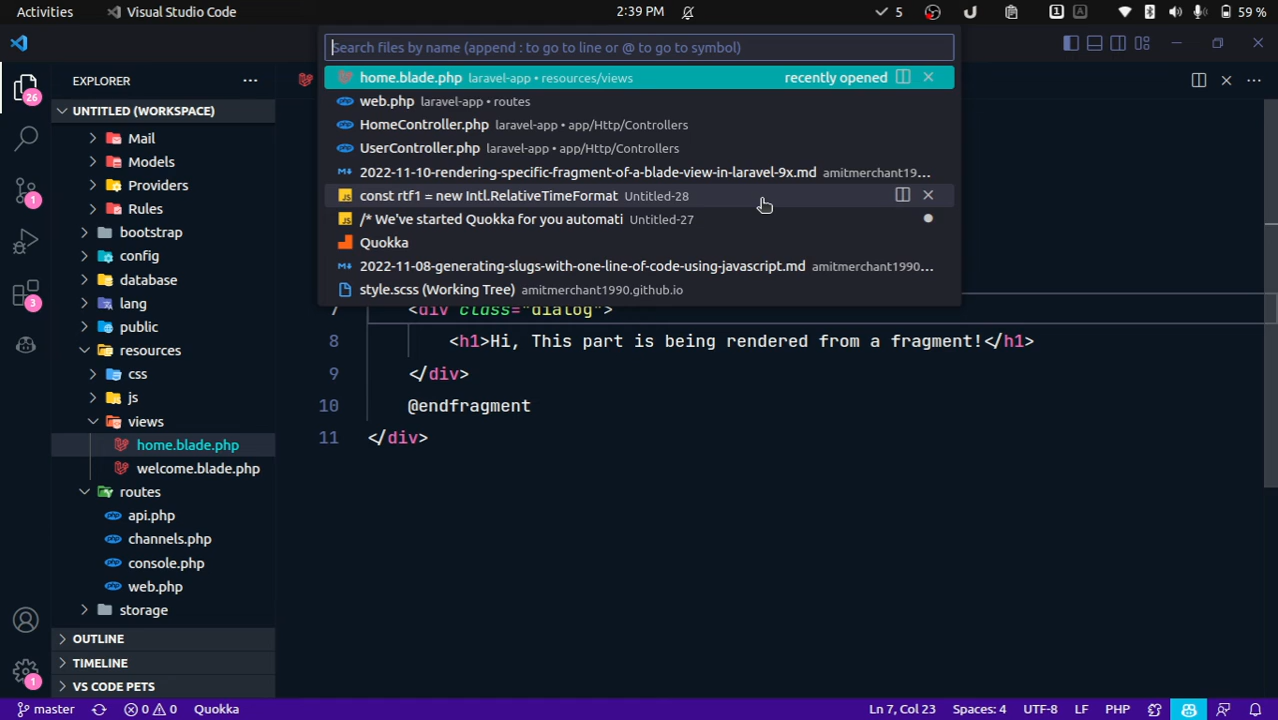 Activities Visual Studio Code 2:39 PM 5 1 A 59 %
Search files by name (append : to go to line or @ to go to symbol)
home.blade.php laravel-app • resources/views recently opened
web.php laravel-app • routes
HomeController.php laravel-app • app/Http/Controllers
UserController.php laravel-app • app/Http/Controllers
2022-11-10-rendering-specific-fragment-of-a-blade-view-in-laravel-9x.md amitmerchant19...
const rtf1 = new Intl.RelativeTimeFormat Untitled-28
/* We've started Quokka for you automati Untitled-27
Quokka
2022-11-08-generating-slugs-with-one-line-of-code-using-javascript.md amitmerchant1990...
style.scss (Working Tree) amitmerchant1990.github.io
EXPLORER
UNTITLED (WORKSPACE)
Mail
Models
Providers
Rules
bootstrap
config
database
lang
public
resources
css
js
views
home.blade.php
welcome.blade.php
routes
api.php
channels.php
console.php
web.php
storage
OUTLINE
TIMELINE
VS CODE PETS
26
3
1
7 <div class="dialog">
8 <h1>Hi, This part is being rendered from a fragment!</h1>
9 </div>
10 @endfragment
11 </div>
master 0 0 Quokka Ln 7, Col 23 Spaces: 4 UTF-8 LF PHP